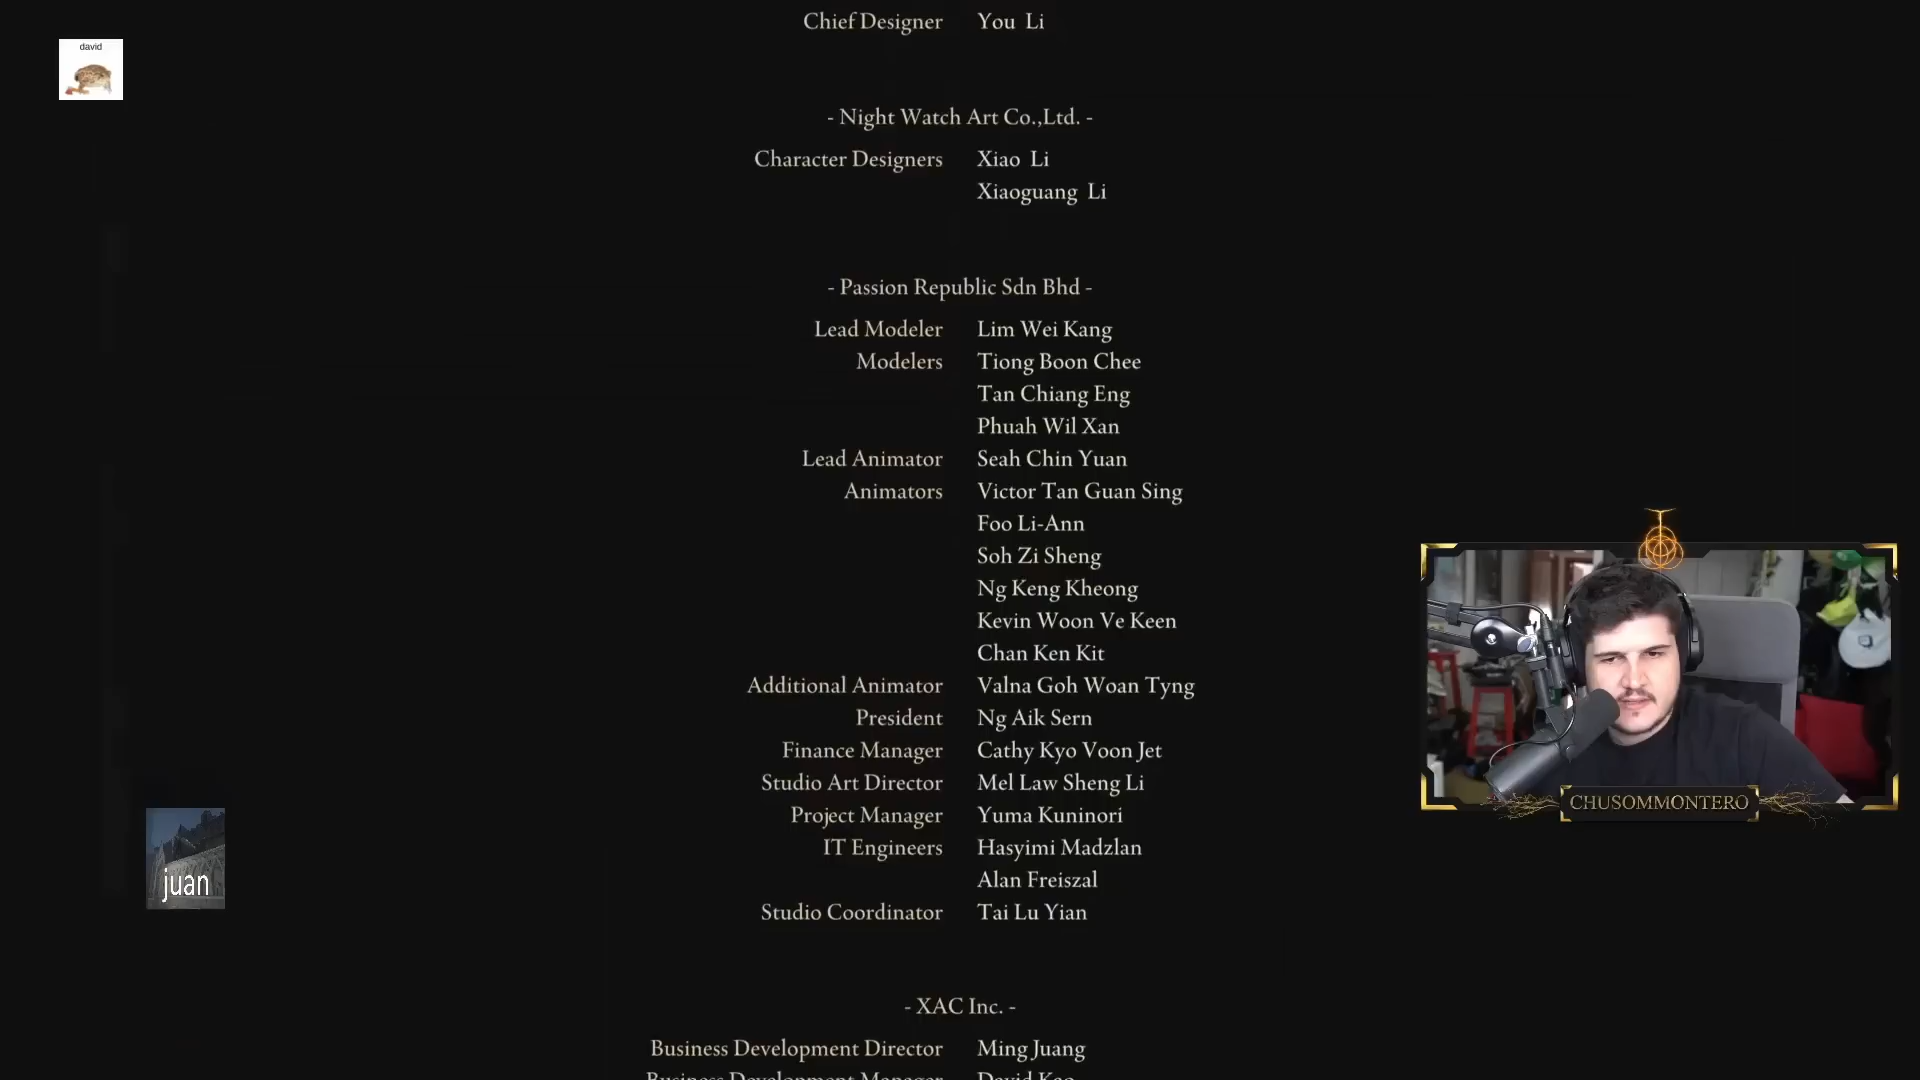 Chief Designer You Li
david
- Night Watch Art Co.,Ltd. -
Character Designers Xiao Li
Xiaoguang Li
- Passion Republic Sdn Bhd -
Lead Modeler Lim Wei Kang
Modelers Tiong Boon Chee
Tan Chiang Eng
Phuah Wil Xan
Lead Animator Seah Chin Yuan
Animators Victor Tan Guan Sing
Foo Li-Ann
Soh Zi Sheng
Ng Keng Kheong
Kevin Woon Ve Keen
Chan Ken Kit
Additional Animator Valna Goh Woan Tyng
President Ng Aik Sern
Finance Manager Cathy Kyo Voon Jet
Studio Art Director Mel Law Sheng Li
Project Manager Yuma Kuninori
CHUSOMMONTERO
IT Engineers Hasyimi Madzlan
Alan Freiszal
juan
Studio Coordinator Tai Lu Yian
- XAC Inc. -
Business Development Director Ming Juang
Business Development Manager David Kao